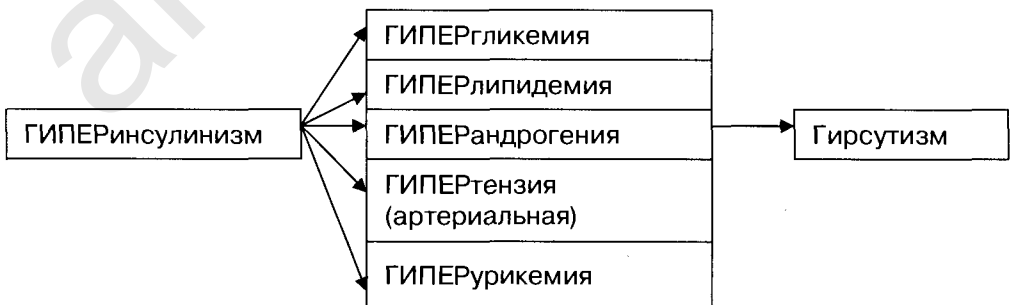 ГИПЕРинсулинизм
ГИПЕРгликемия
ГИПЕРлипидемия
ГИПЕРандрогения
ГИПЕРтензия
(артериальная)
ГИПЕРурикемия
Гирсутизм